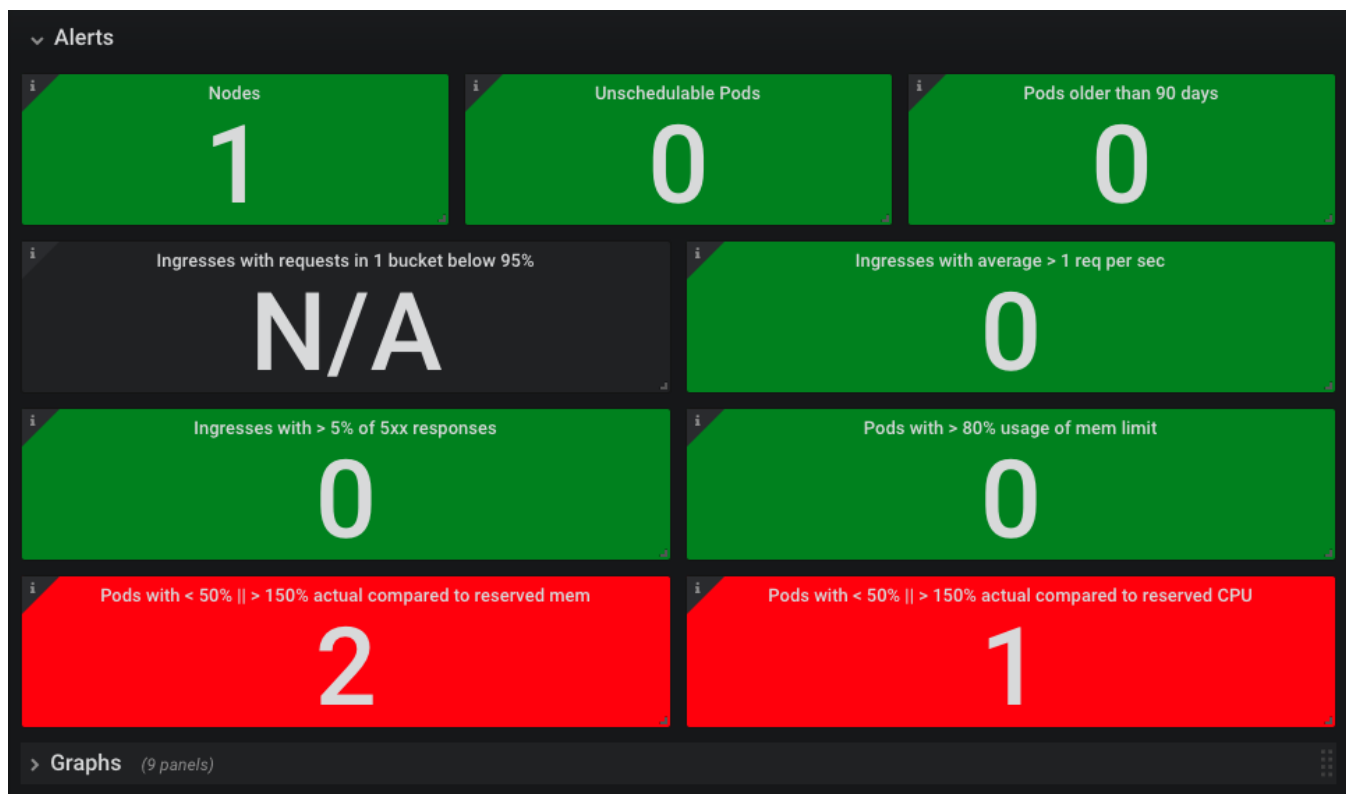 Alerts
Nodes
1
Unschedulable Pods
0
Pods older than 90 days
0
Ingresses with requests in 1 bucket below 95%
N/A
Ingresses with average > 1 req per sec
0
Ingresses with > 5% of 5xx responses
0
Pods with > 80% usage of mem limit
0
Pods with < 50% || > 150% actual compared to reserved mem
2
Pods with < 50% || > 150% actual compared to reserved CPU
1
Graphs (9 panels)